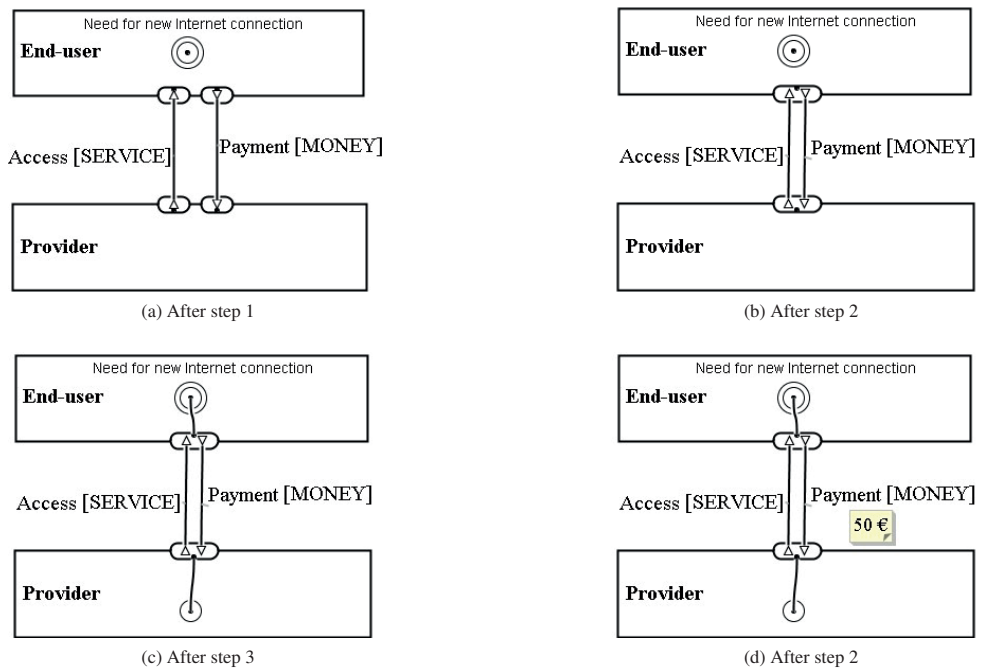 Need for new Internet connection
End-user
Access [SERVICE]
Payment [MONEY]
Provider
(a) After step 1
Need for new Internet connection
End-user
Access [SERVICE]
Payment [MONEY]
Provider
(b) After step 2
Need for new Internet connection
End-user
Access [SERVICE]
Payment [MONEY]
Provider
(c) After step 3
Need for new Internet connection
End-user
Access [SERVICE]
Payment [MONEY]
50 €
Provider
(d) After step 2